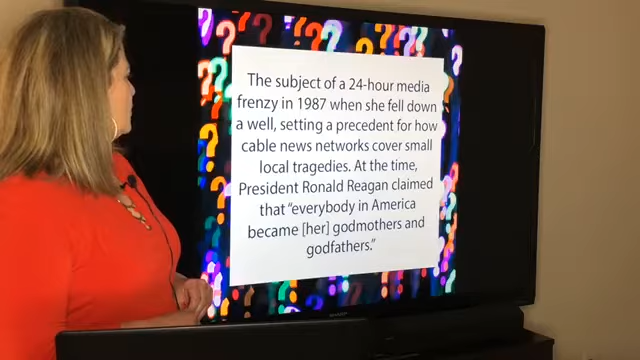 The subject of a 24-hour media
frenzy in 1987 when she fell down
a well, setting a precedent for how
cable news networks cover small
local tragedies. At the time,
President Ronald Reagan claimed
that “everybody in America
became [her] godmothers and
godfathers.”
SHARP